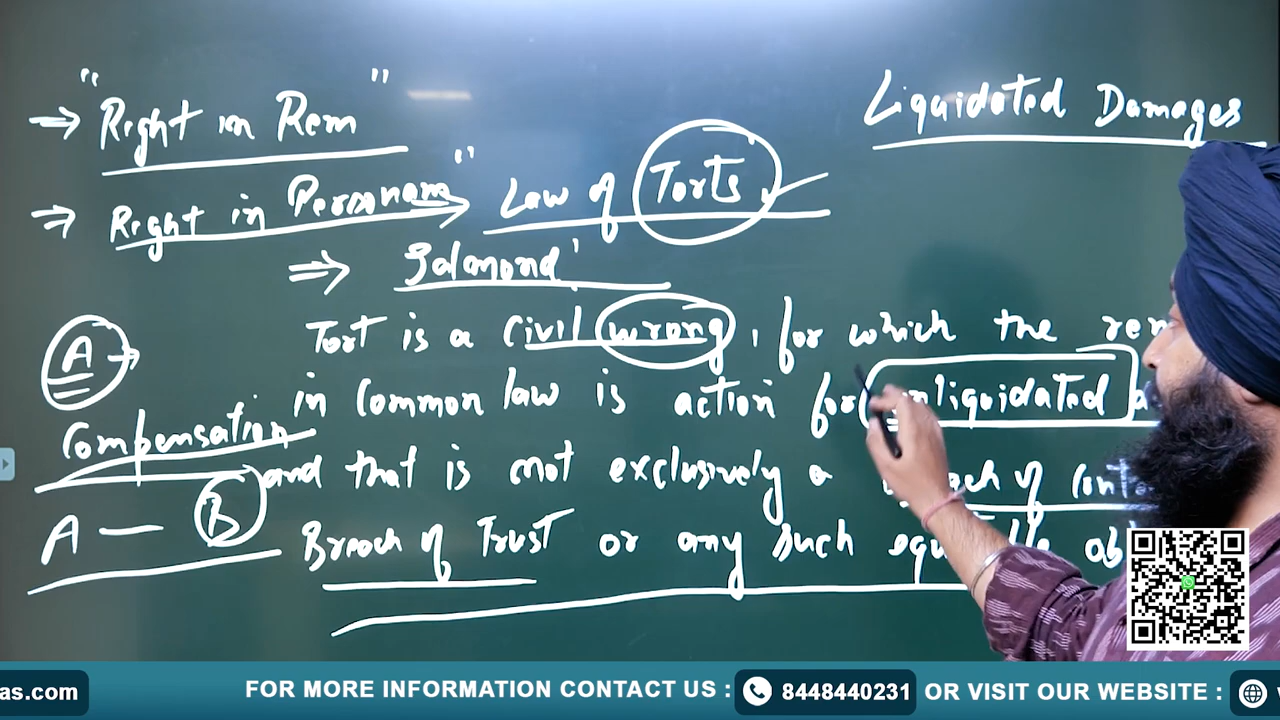 → "Right in Rem"
Liquidated Damages
→ Right in Personam" → Law of Torts
⇒ Salmond'
Tort is a civil wrong, for which the
A →
in Common law is action for unliquidated
Compensation
and that is not exclusively a of
A — B
Breach of Trust or any such
as.com
FOR MORE INFORMATION CONTACT US :
8448440231
OR VISIT OUR WEBSITE :